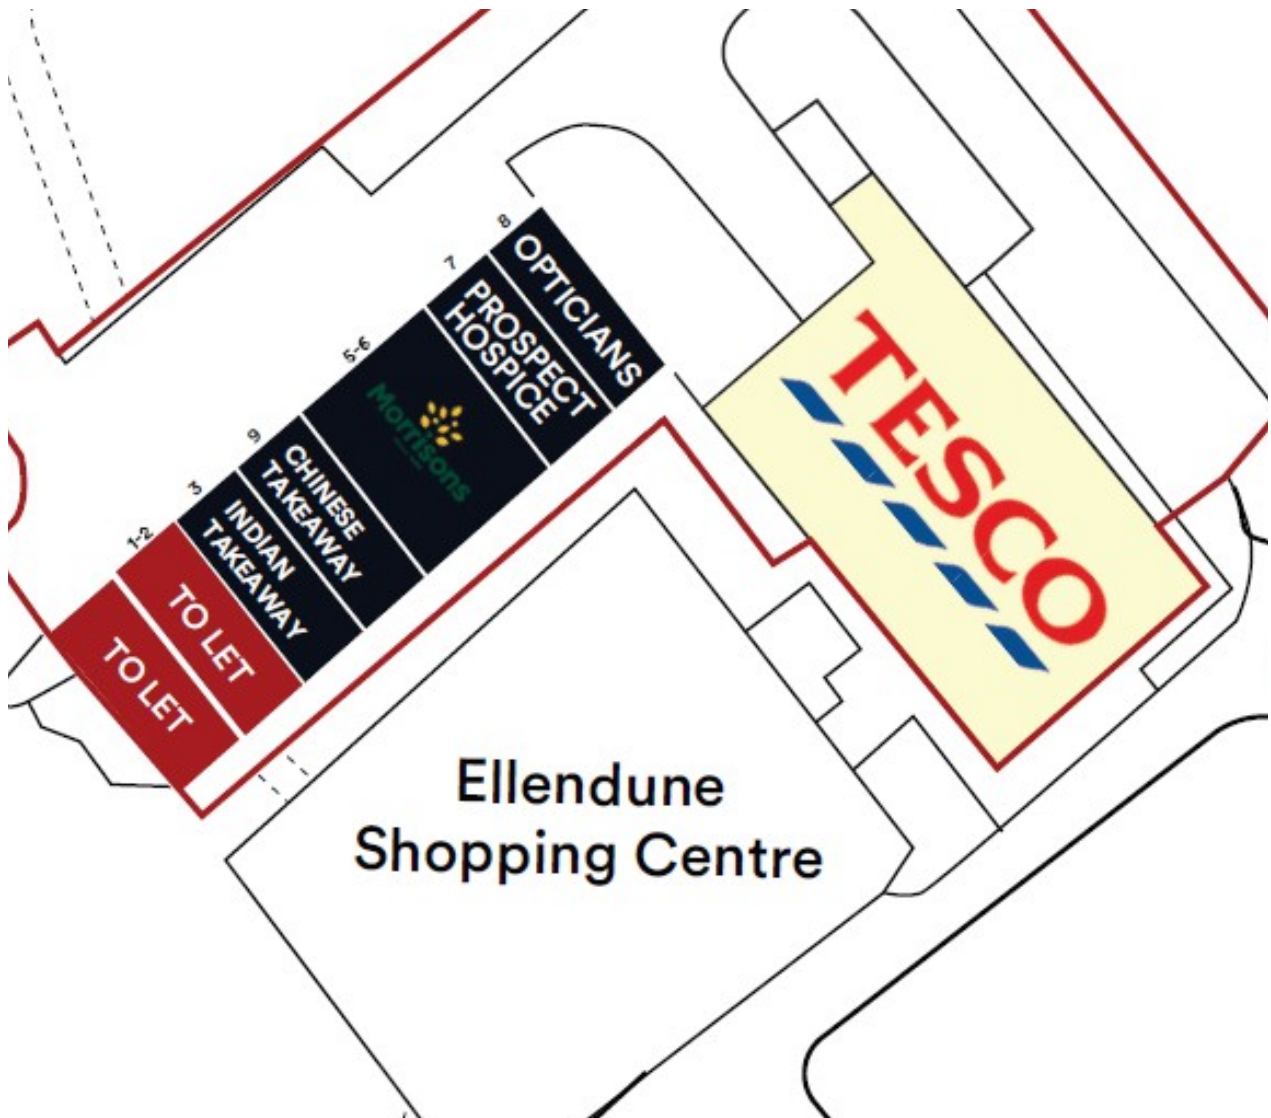 8
OPTICIANS
7
PROSPECT
HOSPICE
5-6
Morrisons
9
CHINESE
TAKEAWAY
3
INDIAN
TAKEAWAY
1-2
TO LET
TO LET
TESCO
Ellendune
Shopping Centre